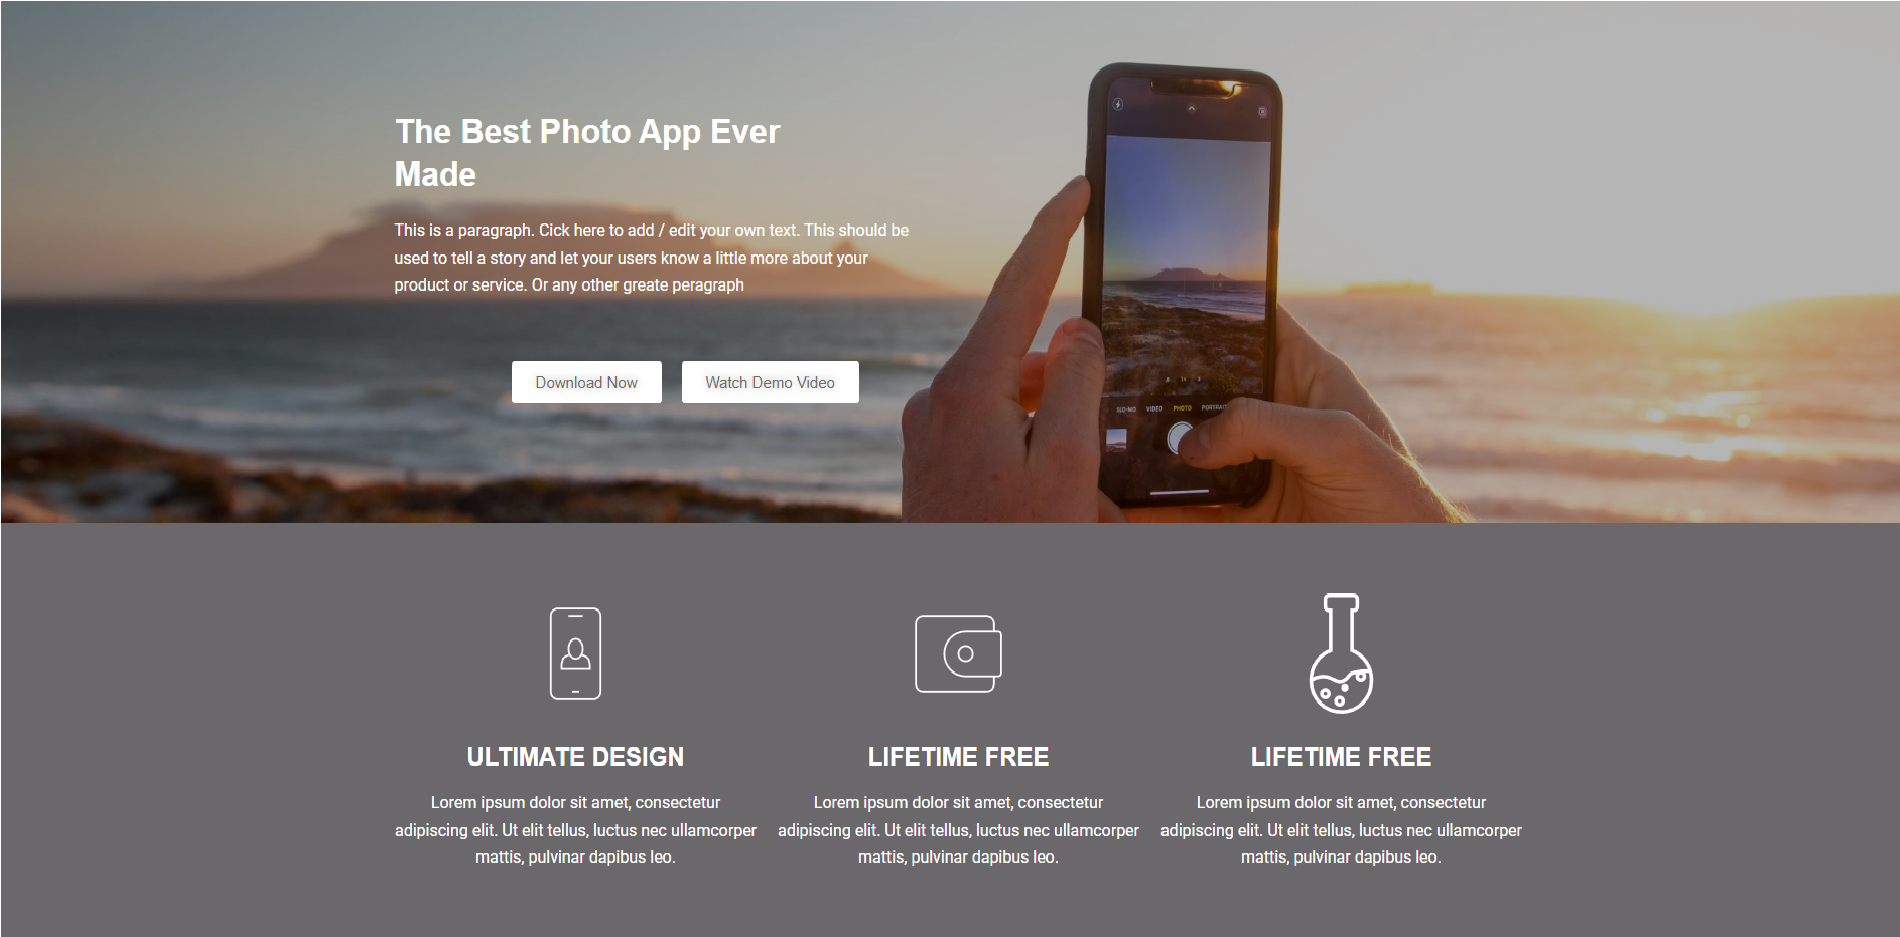 The Best Photo App Ever
Made
This is a paragraph. Cick here to add / edit your own text. This should be
used to tell a story and let your users know a little more about your
product or service. Or any other greate peragraph
Download Now
Watch Demo Video
SLO-MO VIDEO PHOTO PORTRAIT
ULTIMATE DESIGN
Lorem ipsum dolor sit amet, consectetur
adipiscing elit. Ut elit tellus, luctus nec ullamcorper
mattis, pulvinar dapibus leo.
LIFETIME FREE
Lorem ipsum dolor sit amet, consectetur
adipiscing elit. Ut elit tellus, luctus nec ullamcorper
mattis, pulvinar dapibus leo.
LIFETIME FREE
Lorem ipsum dolor sit amet, consectetur
adipiscing elit. Ut elit tellus, luctus nec ullamcorper
mattis, pulvinar dapibus leo.